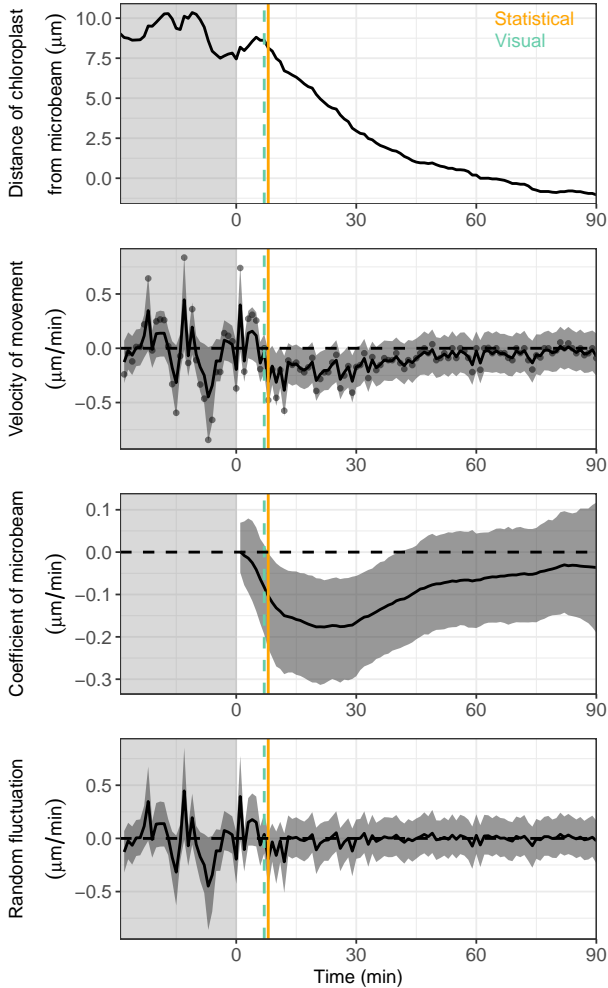 Statistical
Visual
Distance of chloroplast
from microbeam (μm)
10.0
7.5
5.0
2.5
0.0
0 30 60 90
Velocity of movement
(μm/min)
0.5
0.0
−0.5
0 30 60 90
Coefficient of microbeam
(μm/min)
0.1
0.0
−0.1
−0.2
−0.3
0 30 60 90
Random fluctuation
(μm/min)
0.5
0.0
−0.5
0 30 60 90
Time (min)